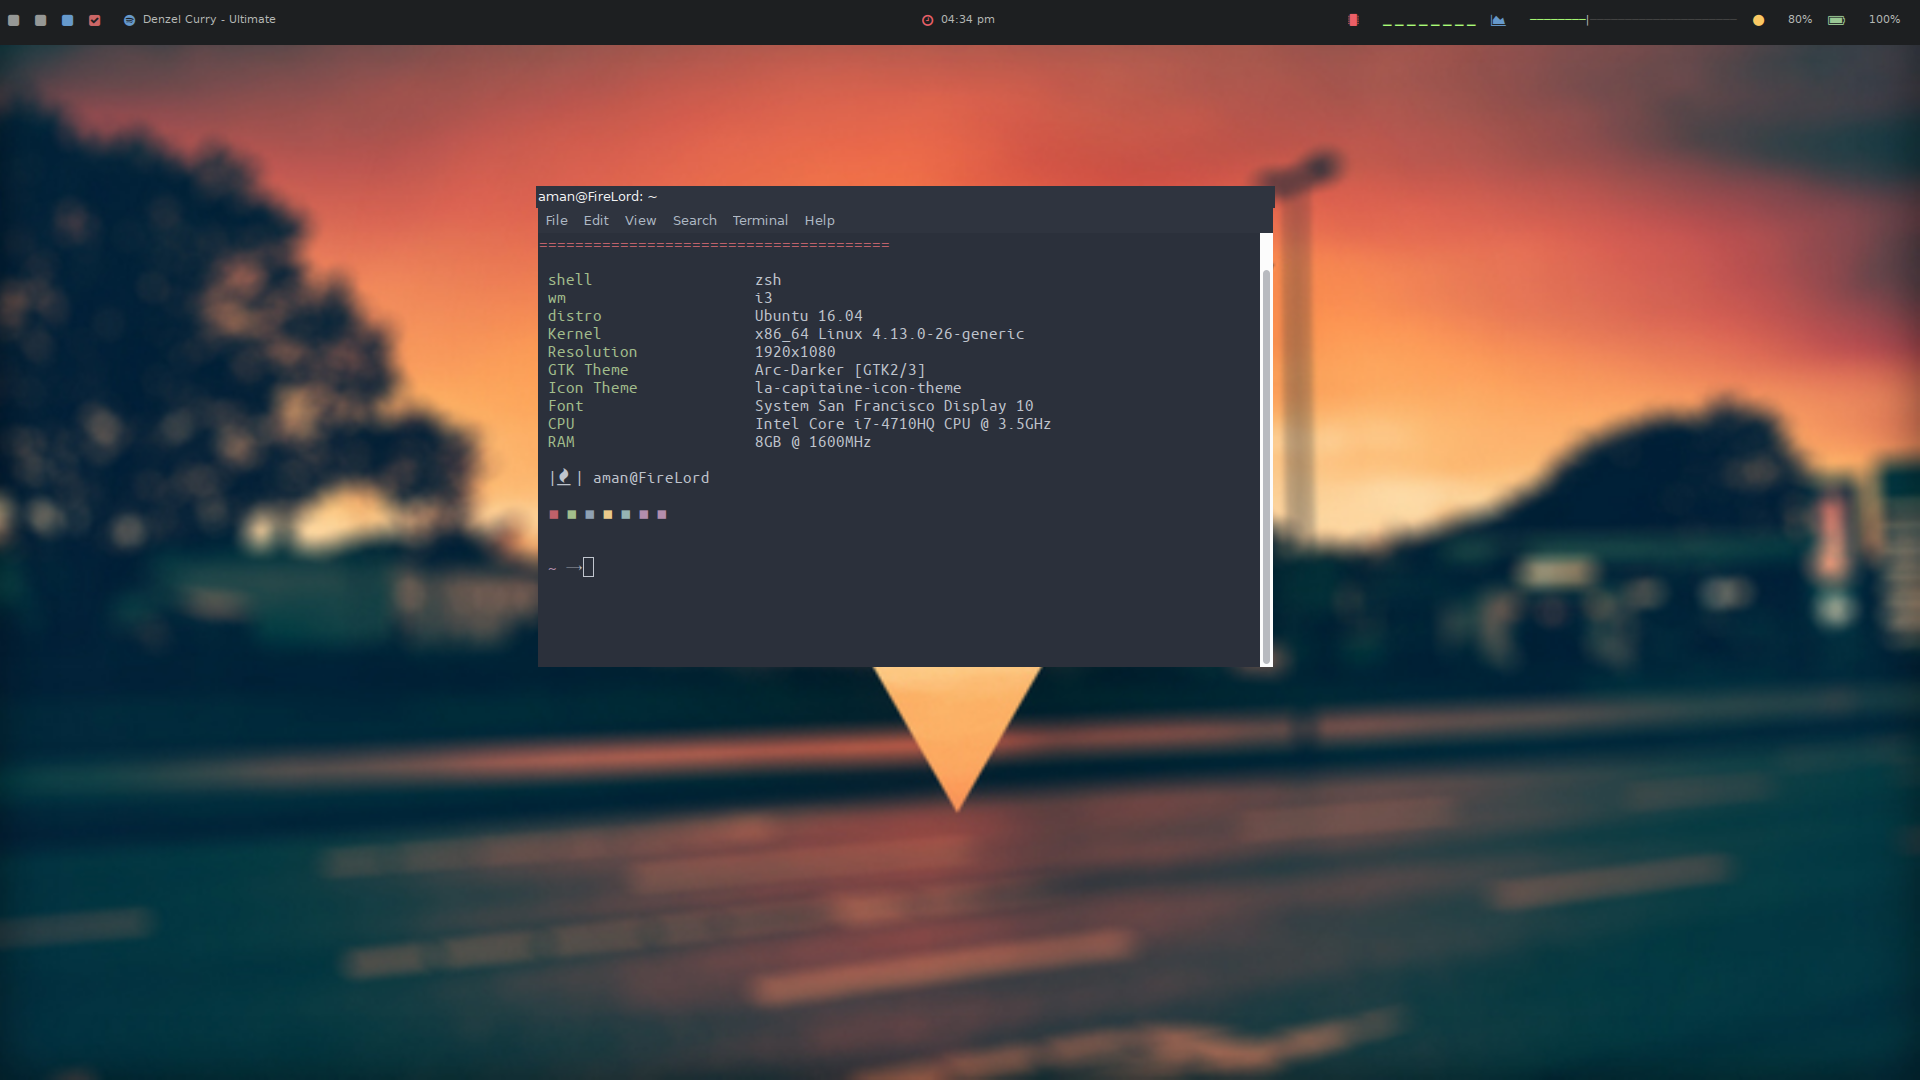 Denzel Curry - Ultimate
04:34 pm
80%
100%
aman@FireLord: ~
File Edit View Search Terminal Help
=======================================
shell zsh
wm i3
distro Ubuntu 16.04
Kernel x86_64 Linux 4.13.0-26-generic
Resolution 1920x1080
GTK Theme Arc-Darker [GTK2/3]
Icon Theme la-capitaine-icon-theme
Font System San Francisco Display 10
CPU Intel Core i7-4710HQ CPU @ 3.5GHz
RAM 8GB @ 1600MHz
| | aman@FireLord
~ →